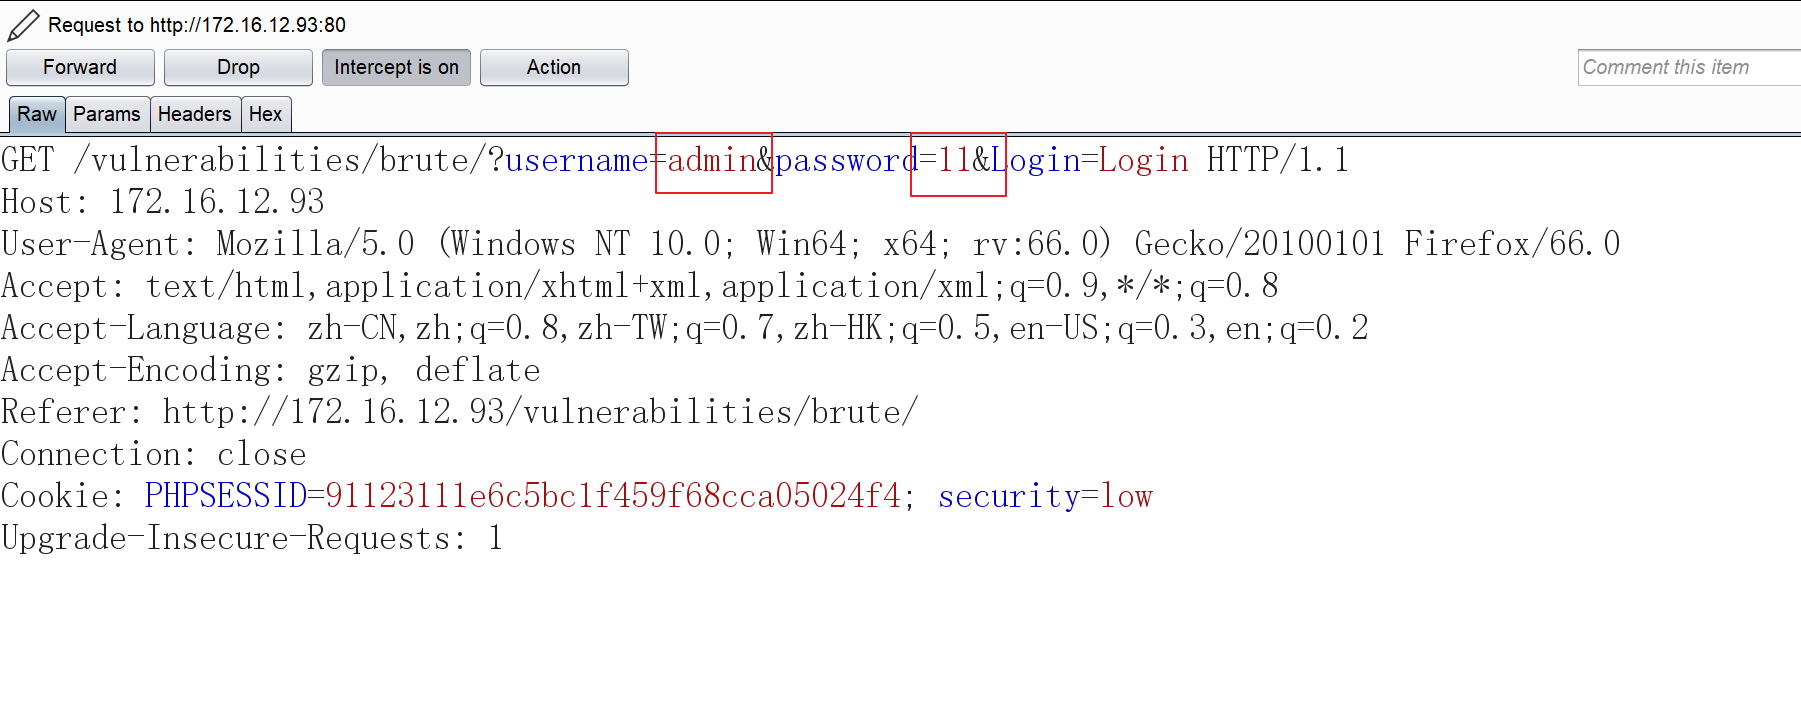 Request to http://172.16.12.93:80
Forward Drop Intercept is on Action Comment this item
Raw Params Headers Hex
GET /vulnerabilities/brute/?username=admin&password=11&Login=Login HTTP/1.1
Host: 172.16.12.93
User-Agent: Mozilla/5.0 (Windows NT 10.0; Win64; x64; rv:66.0) Gecko/20100101 Firefox/66.0
Accept: text/html,application/xhtml+xml,application/xml;q=0.9,*/*;q=0.8
Accept-Language: zh-CN,zh;q=0.8,zh-TW;q=0.7,zh-HK;q=0.5,en-US;q=0.3,en;q=0.2
Accept-Encoding: gzip, deflate
Referer: http://172.16.12.93/vulnerabilities/brute/
Connection: close
Cookie: PHPSESSID=91123111e6c5bc1f459f68cca05024f4; security=low
Upgrade-Insecure-Requests: 1